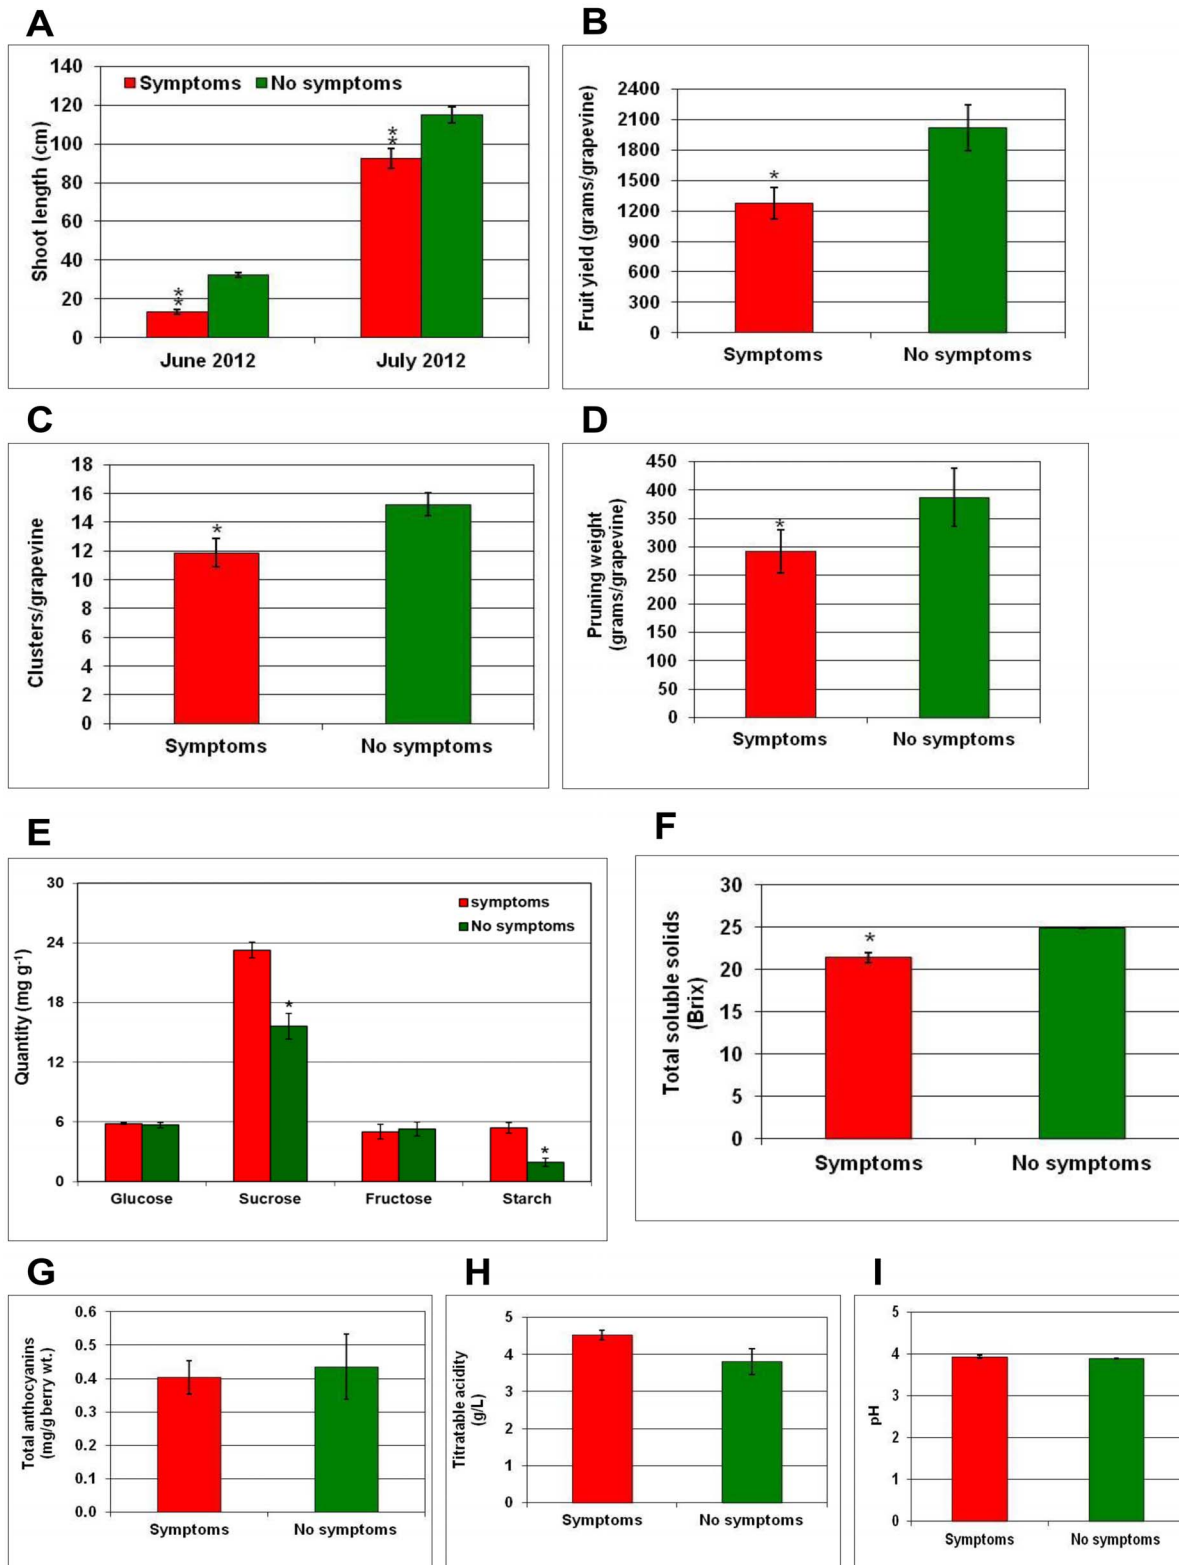 A
Shoot length (cm)
140
120
100
80
60
40
20
0
Symptoms
No symptoms
**
**
June 2012
July 2012
B
Fruit yield (grams/grapevine)
2400
2100
1800
1500
1200
900
600
300
0
*
Symptoms
No symptoms
C
Clusters/grapevine
18
16
14
12
10
8
6
4
2
0
*
Symptoms
No symptoms
D
Pruning weight
(grams/grapevine)
450
400
350
300
250
200
150
100
50
0
*
Symptoms
No symptoms
E
Quantity (mg g-1)
30
24
18
12
6
0
symptoms
No symptoms
*
*
Glucose
Sucrose
Fructose
Starch
F
Total soluble solids
(Brix)
30
25
20
15
10
5
0
*
Symptoms
No symptoms
G
Total anthocyanins
(mg/g berry wt.)
0.6
0.5
0.4
0.3
0.2
0.1
0.0
Symptoms
No symptoms
H
Titratable acidity
(g/L)
5
4
3
2
1
0
Symptoms
No symptoms
I
pH
5
4
3
2
1
0
Symptoms
No symptoms